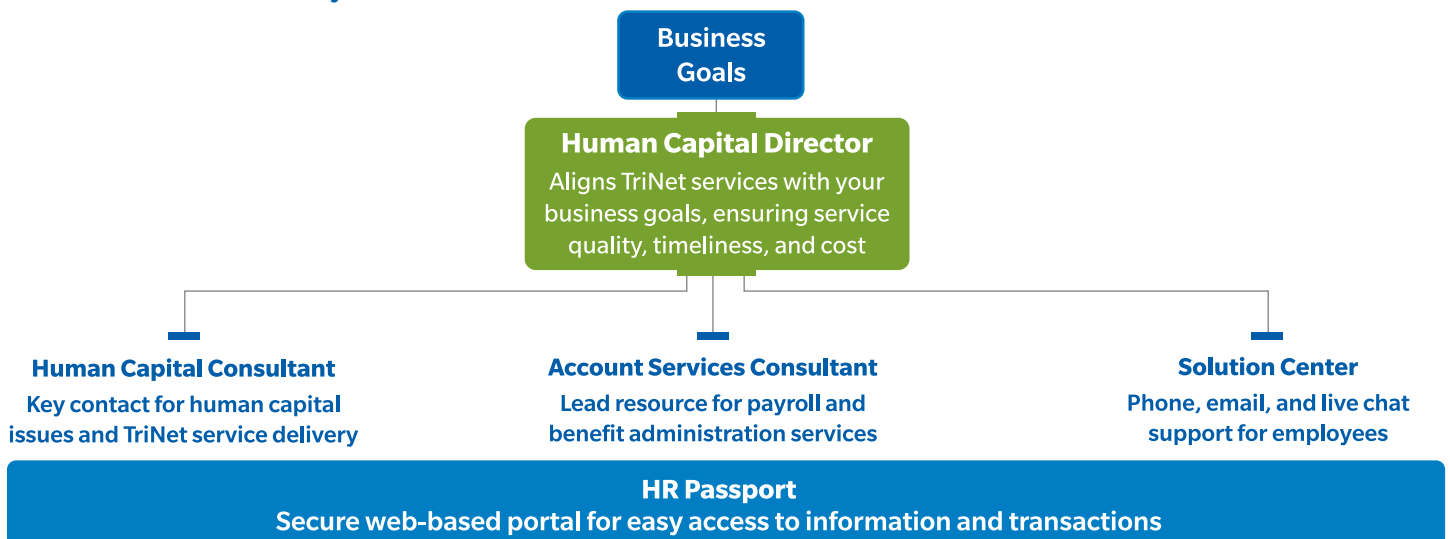 Business
Goals
Human Capital Director
Aligns TriNet services with your
business goals, ensuring service
quality, timeliness, and cost
Human Capital Consultant
Key contact for human capital
issues and TriNet service delivery
Account Services Consultant
Lead resource for payroll and
benefit administration services
Solution Center
Phone, email, and live chat
support for employees
HR Passport
Secure web-based portal for easy access to information and transactions